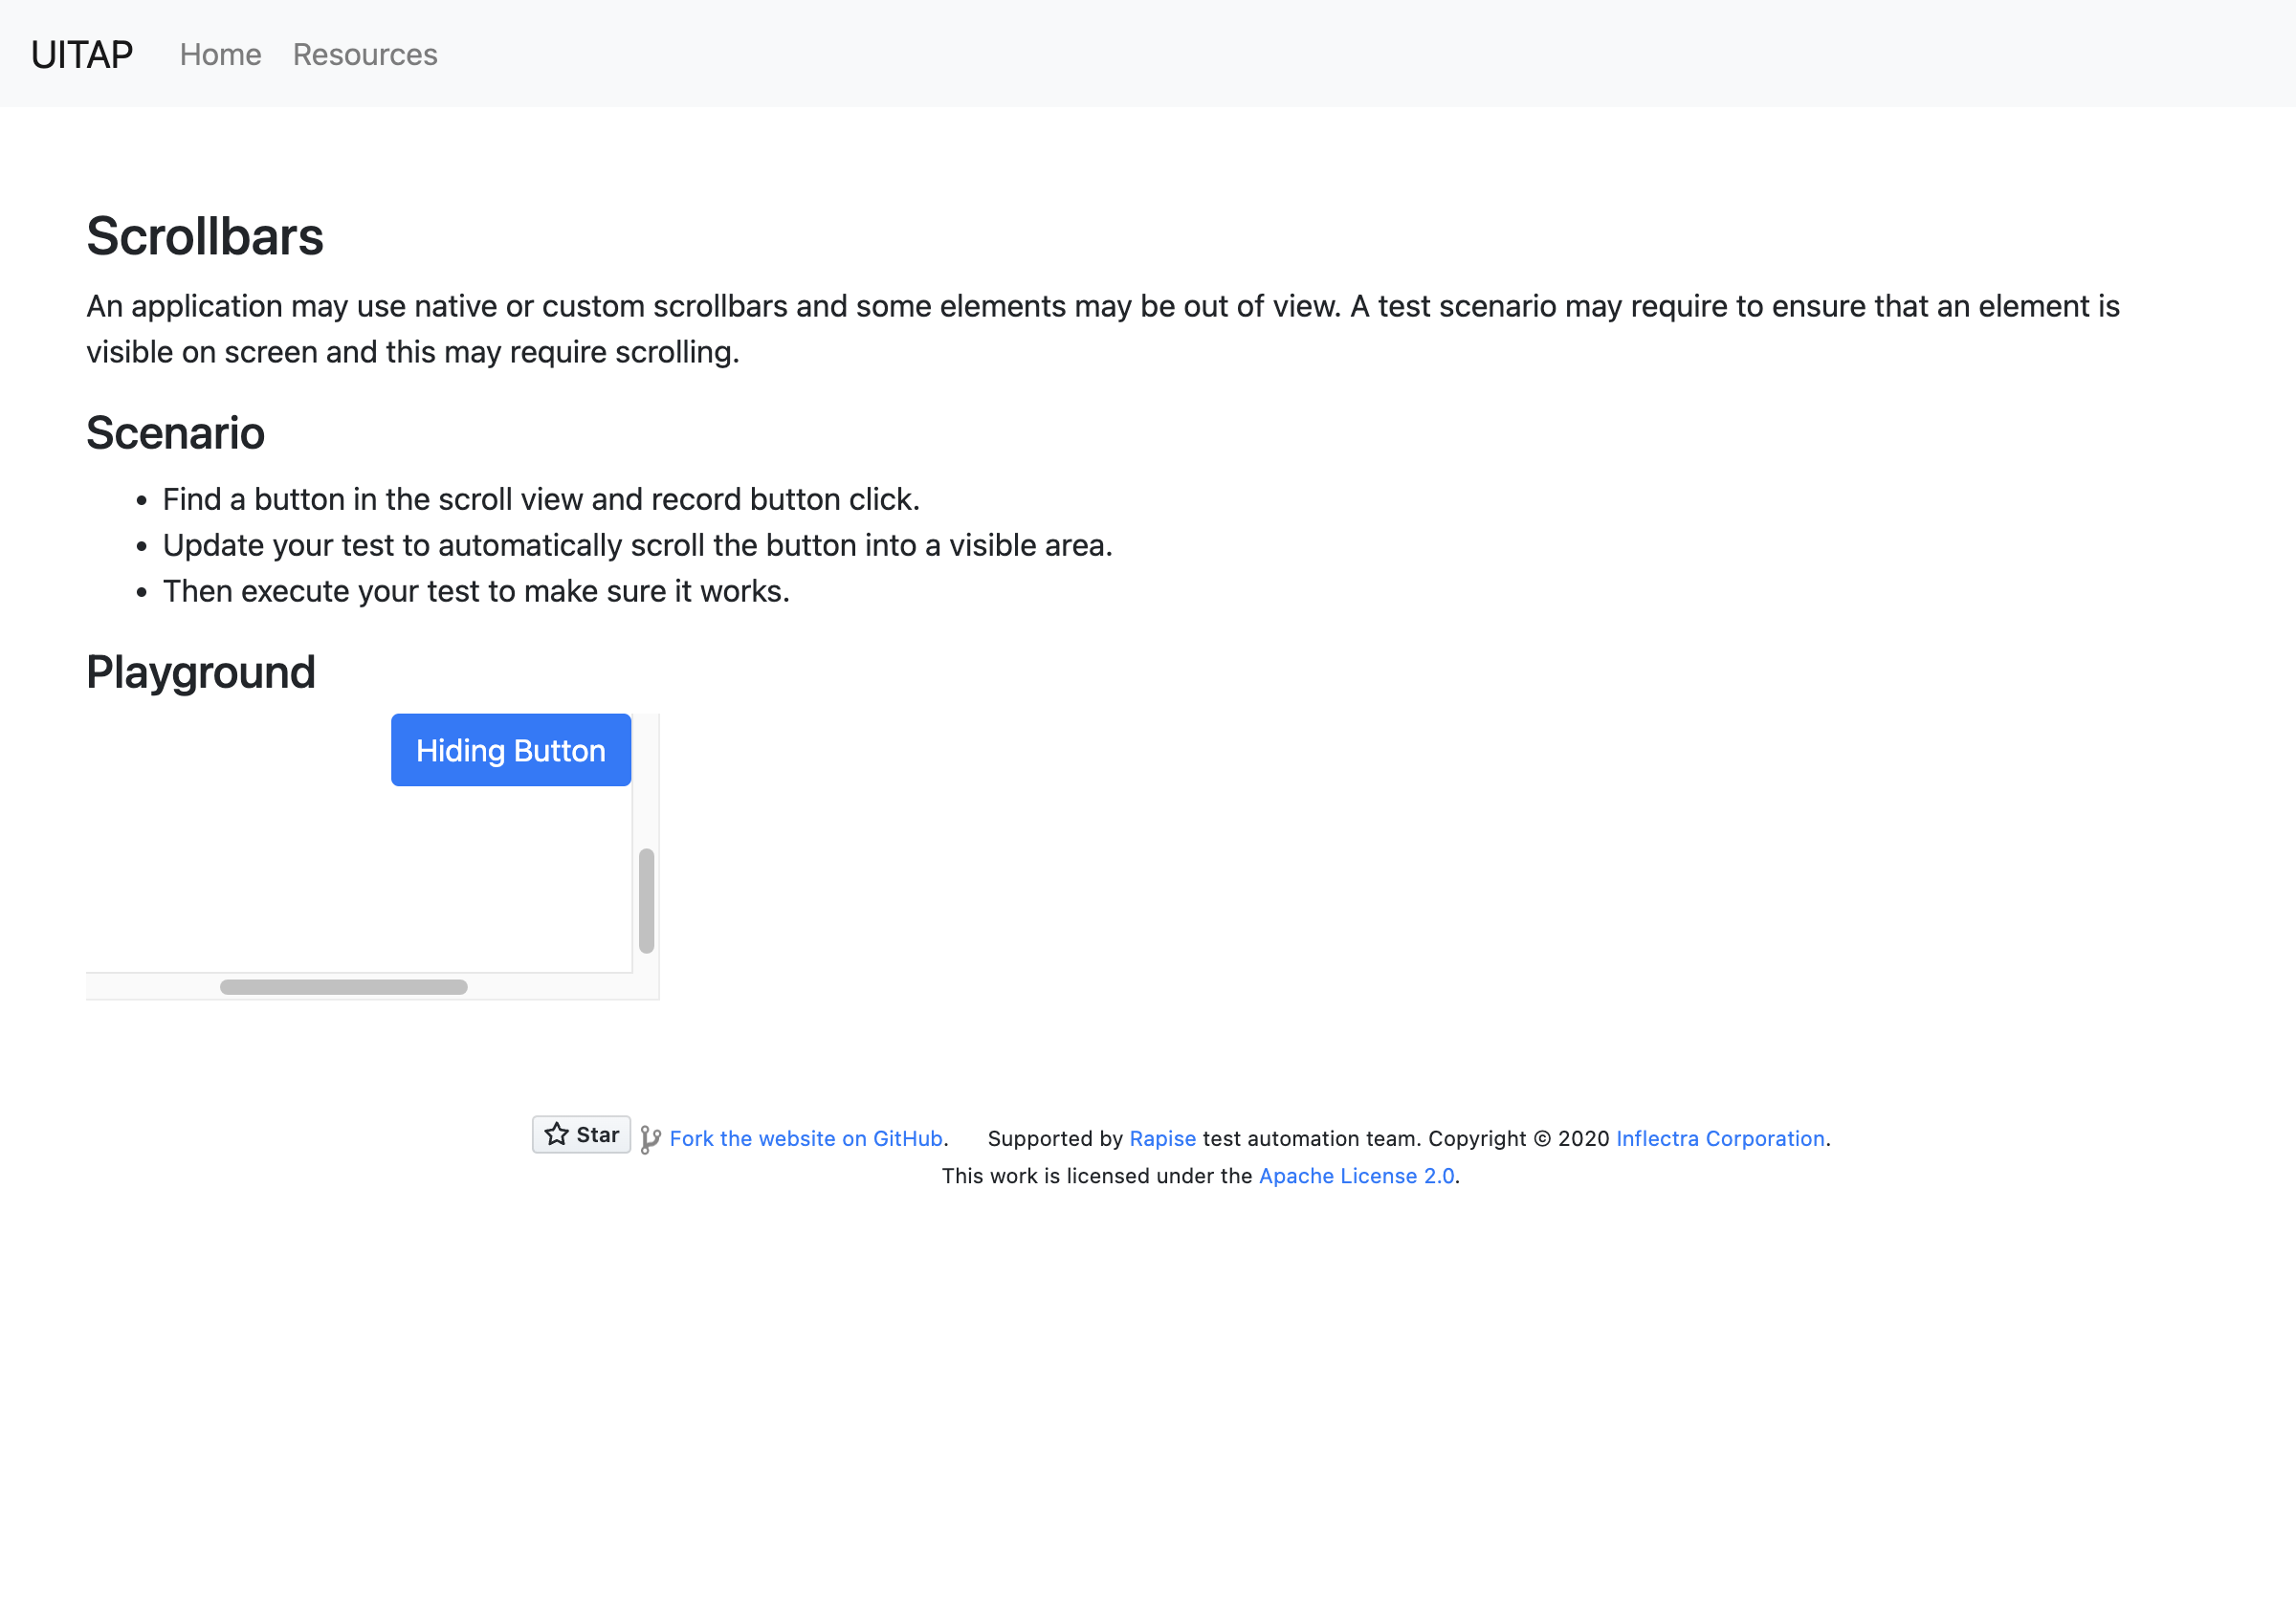 UITAP Home Resources
Scrollbars
An application may use native or custom scrollbars and some elements may be out of view. A test scenario may require to ensure that an element is
visible on screen and this may require scrolling.
Scenario
• Find a button in the scroll view and record button click.
• Update your test to automatically scroll the button into a visible area.
• Then execute your test to make sure it works.
Playground
Hiding Button
Star Fork the website on GitHub. Supported by Rapise test automation team. Copyright © 2020 Inflectra Corporation.
This work is licensed under the Apache License 2.0.